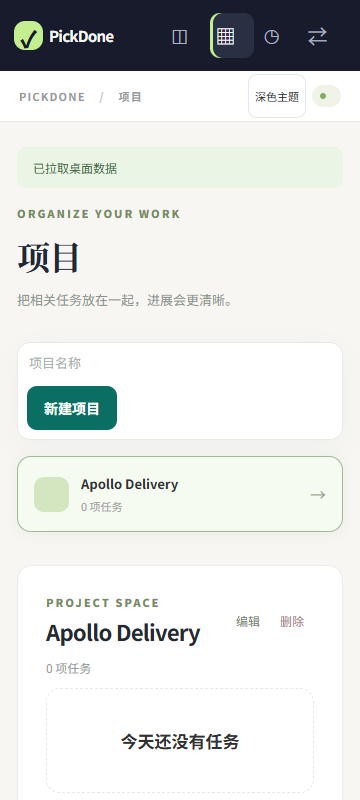 PickDone
PICKDONE / 项目
深色主题
已拉取桌面数据
ORGANIZE YOUR WORK
项目
把相关任务放在一起，进展会更清晰。
项目名称
新建项目
Apollo Delivery
0 项任务
→
PROJECT SPACE
Apollo Delivery
编辑 删除
0 项任务
今天还没有任务